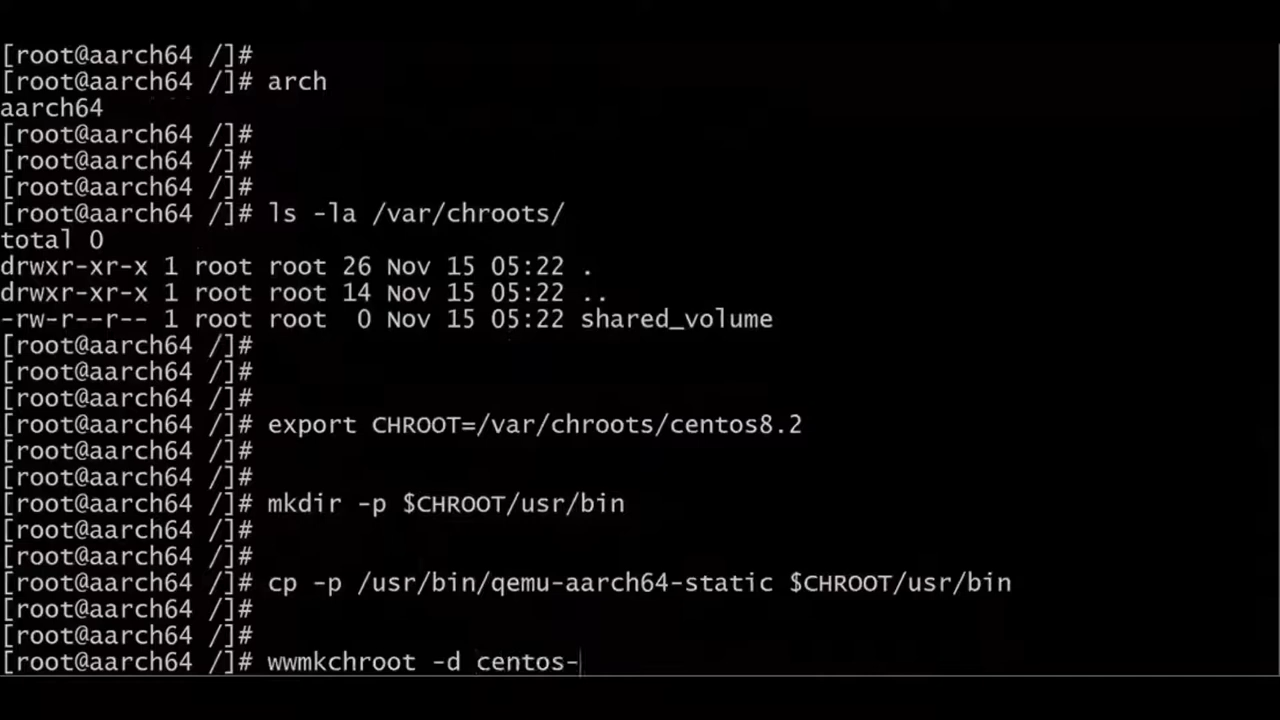 [root@aarch64 /]#
[root@aarch64 /]# arch
aarch64
[root@aarch64 /]#
[root@aarch64 /]#
[root@aarch64 /]#
[root@aarch64 /]# ls -la /var/chroots/
total 0
drwxr-xr-x 1 root root 26 Nov 15 05:22 .
drwxr-xr-x 1 root root 14 Nov 15 05:22 ..
-rw-r--r-- 1 root root  0 Nov 15 05:22 shared_volume
[root@aarch64 /]#
[root@aarch64 /]#
[root@aarch64 /]#
[root@aarch64 /]# export CHROOT=/var/chroots/centos8.2
[root@aarch64 /]#
[root@aarch64 /]#
[root@aarch64 /]# mkdir -p $CHROOT/usr/bin
[root@aarch64 /]#
[root@aarch64 /]#
[root@aarch64 /]# cp -p /usr/bin/qemu-aarch64-static $CHROOT/usr/bin
[root@aarch64 /]#
[root@aarch64 /]#
[root@aarch64 /]# wwmkchroot -d centos-